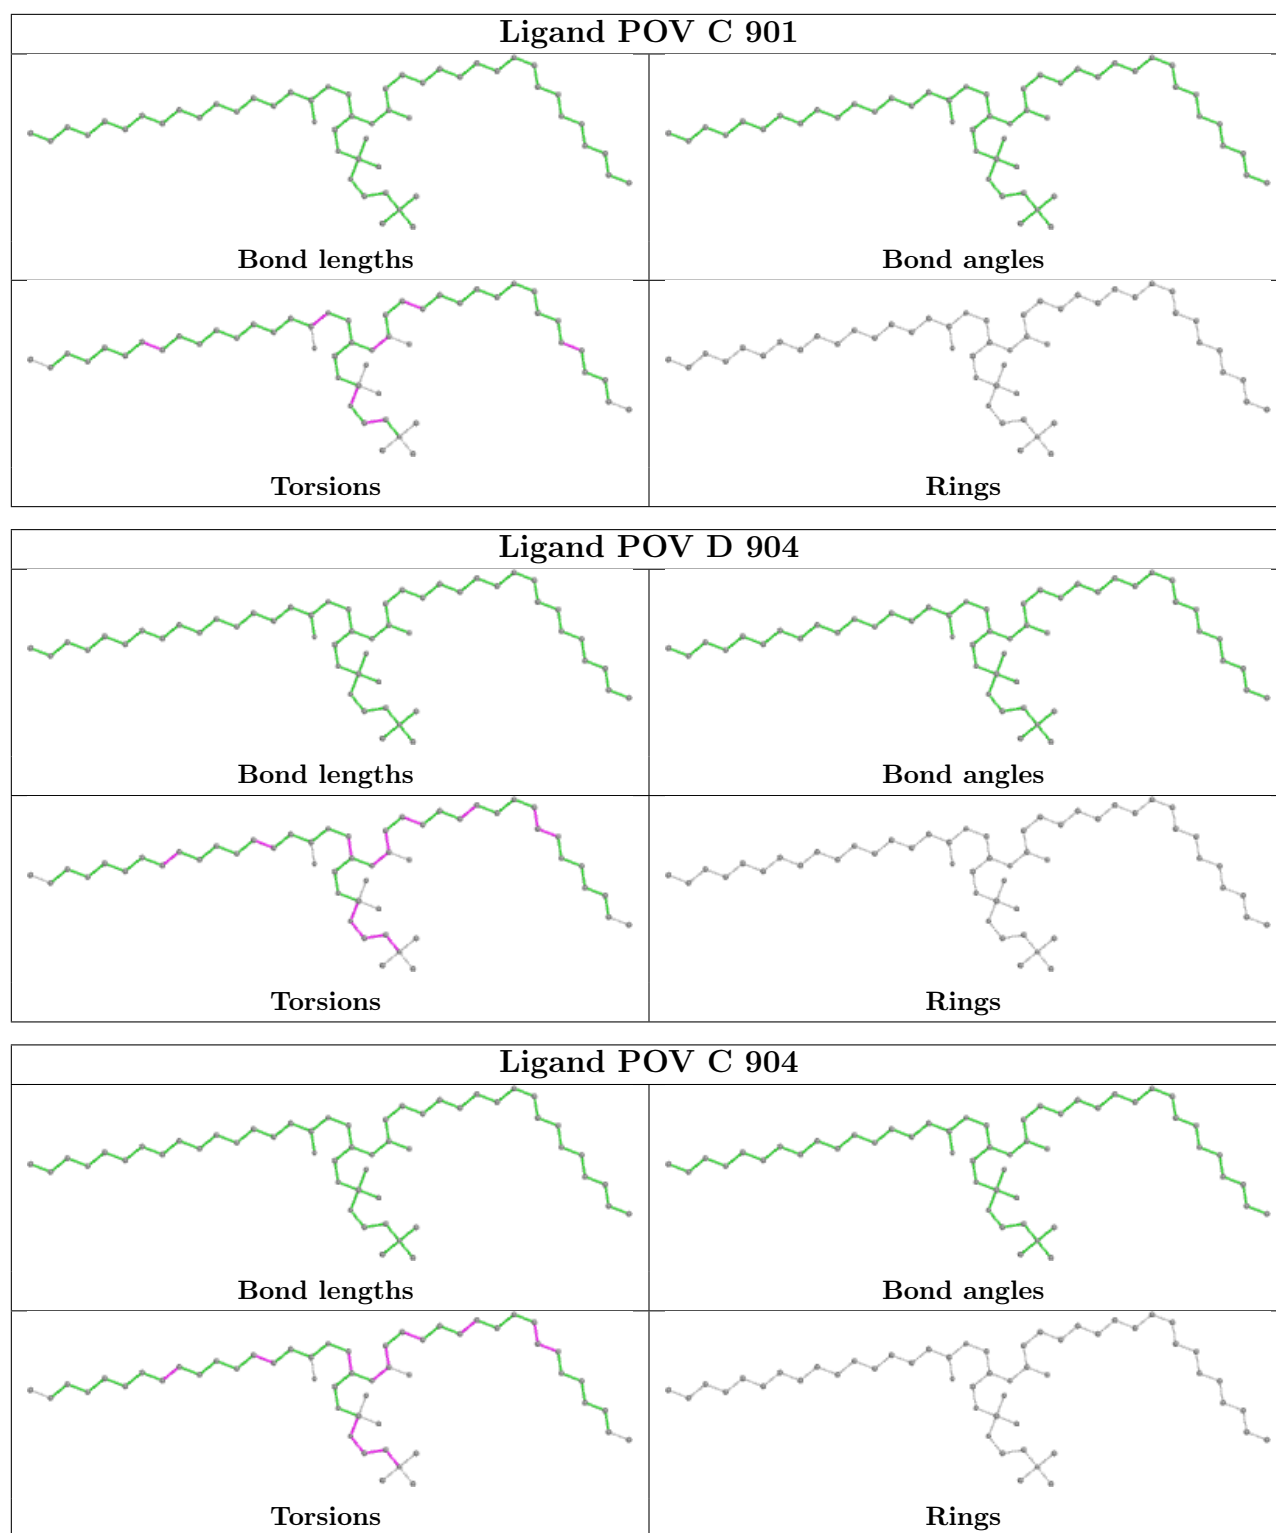 Ligand POV C 901
Bond lengths
Bond angles
Torsions
Rings
Ligand POV D 904
Bond lengths
Bond angles
Torsions
Rings
Ligand POV C 904
Bond lengths
Bond angles
Torsions
Rings